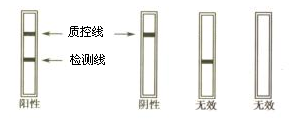 质控线
检测线
阳性 阴性 无效 无效